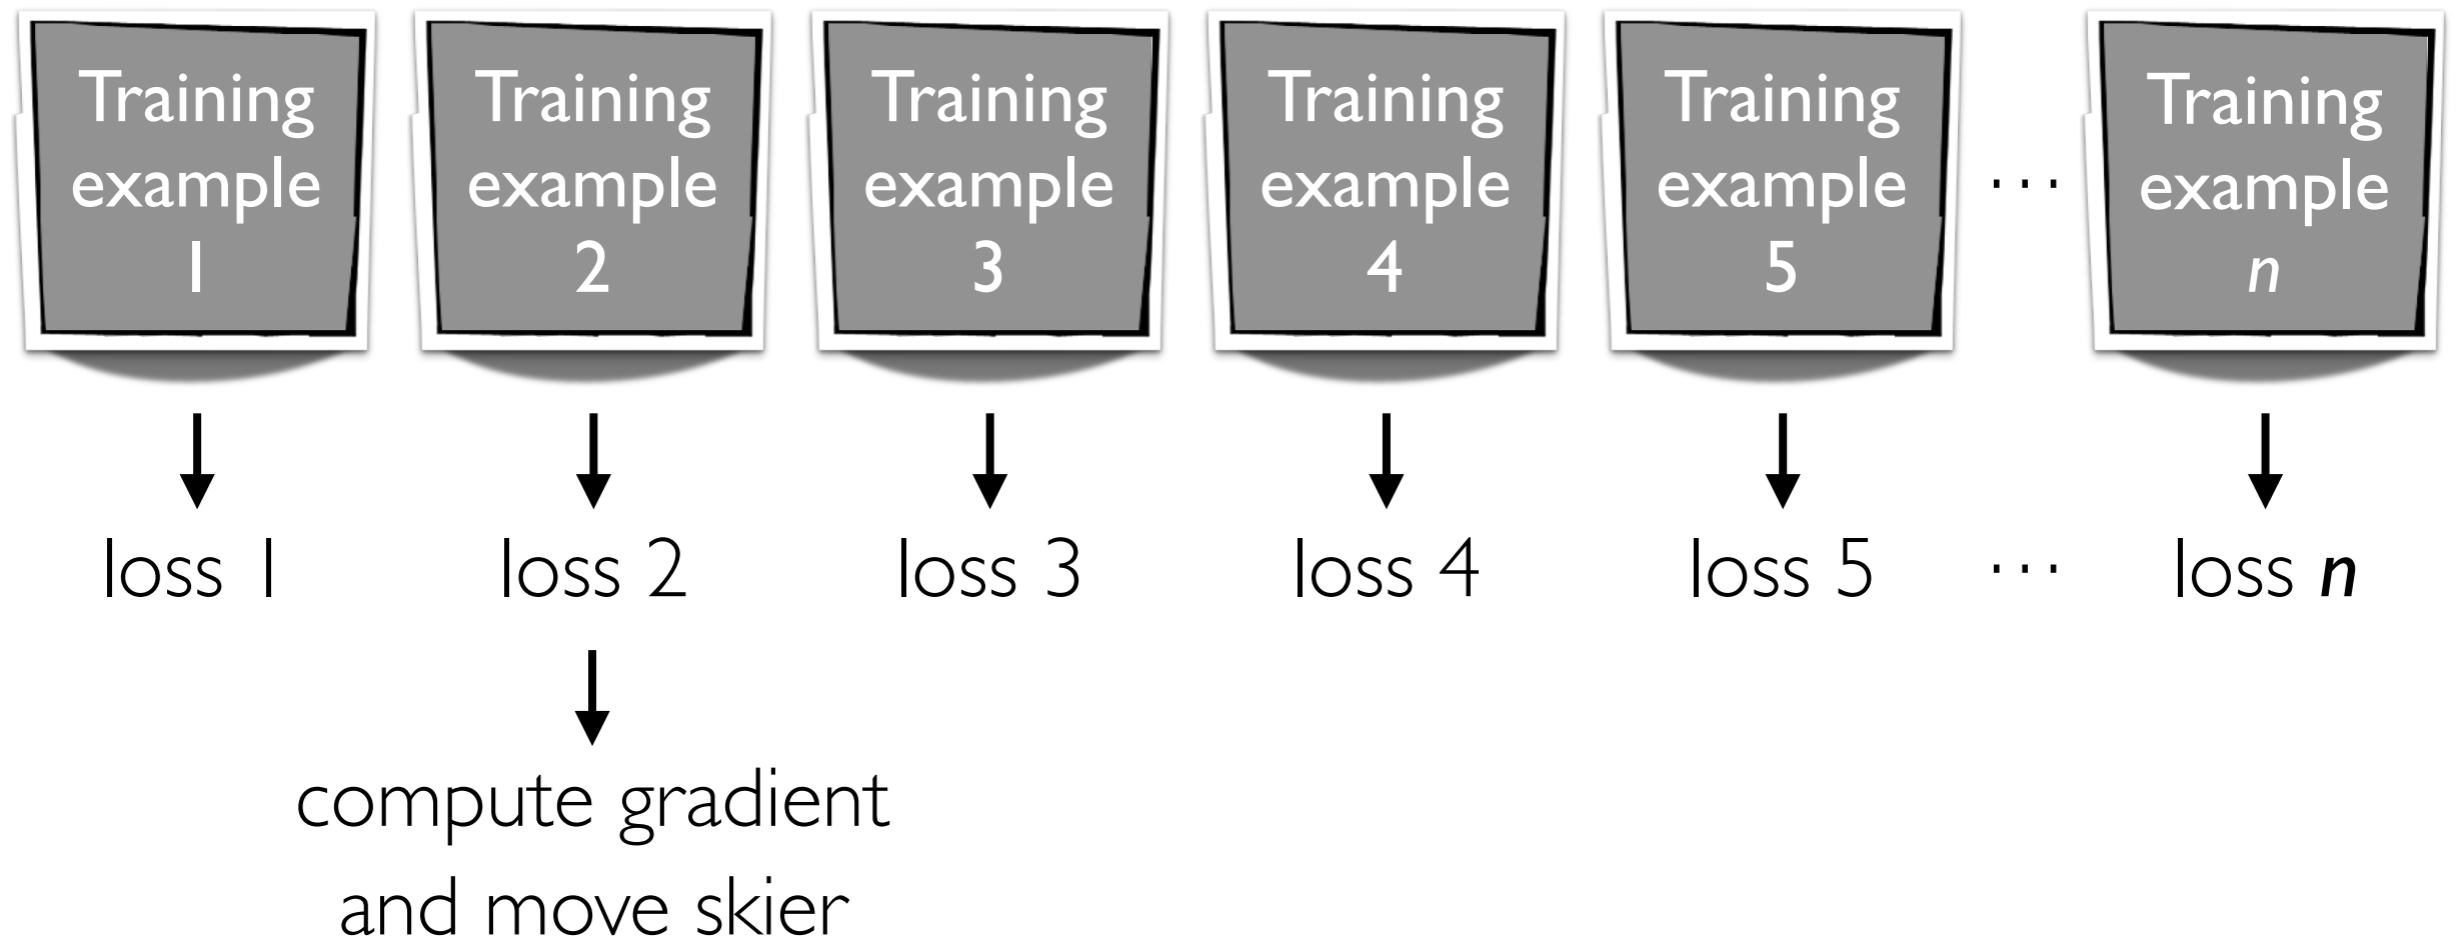 Training
example
1
Training
example
2
Training
example
3
Training
example
4
Training
example
5
...
Training
example
n
loss 1
loss 2
loss 3
loss 4
loss 5
...
loss n
compute gradient
and move skier